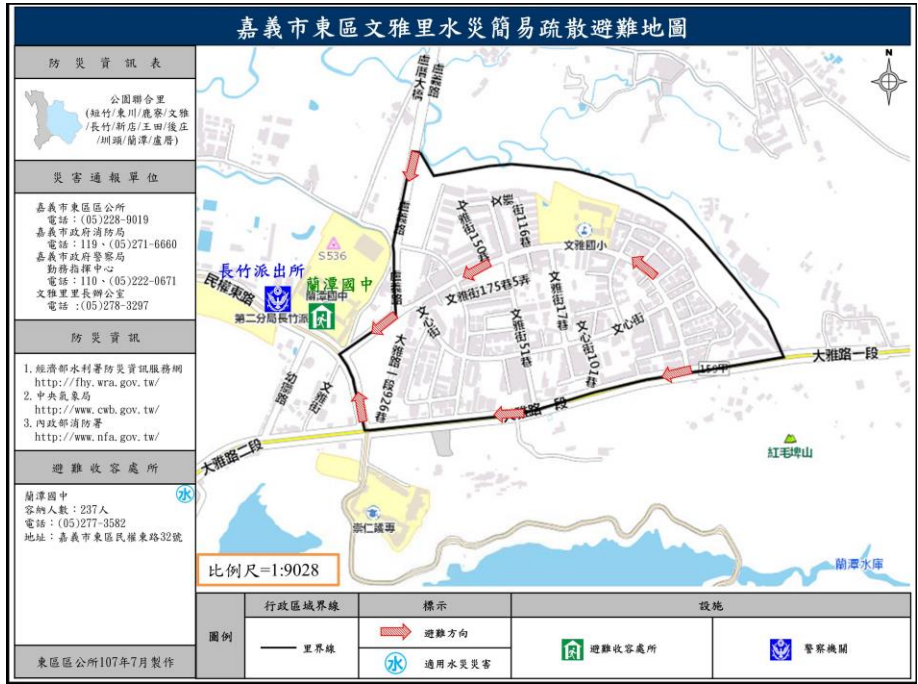 嘉義市東區文雅里水災簡易疏散避難地圖
防災資訊表
公園聯合里
(短竹/東川/鹿寮/文雅
/長竹/新店/王田/後庄
/圳頭/蘭潭/盧厝)
災害通報單位
嘉義市東區區公所
電話：(05)228-9019
嘉義市政府消防局
電話：119、(05)271-6660
嘉義市政府警察局
勤務指揮中心
電話：110、(05)222-0671
文雅里里長辦公室
電話：(05)278-3297
防災資訊
1.經濟部水利署防災資訊服務網
http://fhy.wra.gov.tw/
2.中央氣象局
http://www.cwb.gov.tw/
3.內政部消防署
http://www.nfa.gov.tw/
避難收容處所
水
蘭潭國中
容納人數：237人
電話：(05)277-3582
地址：嘉義市東區民權東路32號
東區區公所107年7月製作
N
盧厝大橋
文雅街150巷
街116巷
文雅國小
S536
長竹派出所
蘭潭國中
蘭潭國中
民權東路
第二分局長竹派
文雅街175巷5弄
文雅街17巷
文心街
文雅街51巷
文心街
文心街101巷
大雅路一段926巷
文雅街
159甲
大雅路一段
大雅路一段
大雅路二段
紅毛埤山
崇仁護專
蘭潭水庫
比例尺=1:9028
圖例
行政區域界線
標示
設施
里界線
避難方向
水
適用水災災害
避難收容處所
警察機關